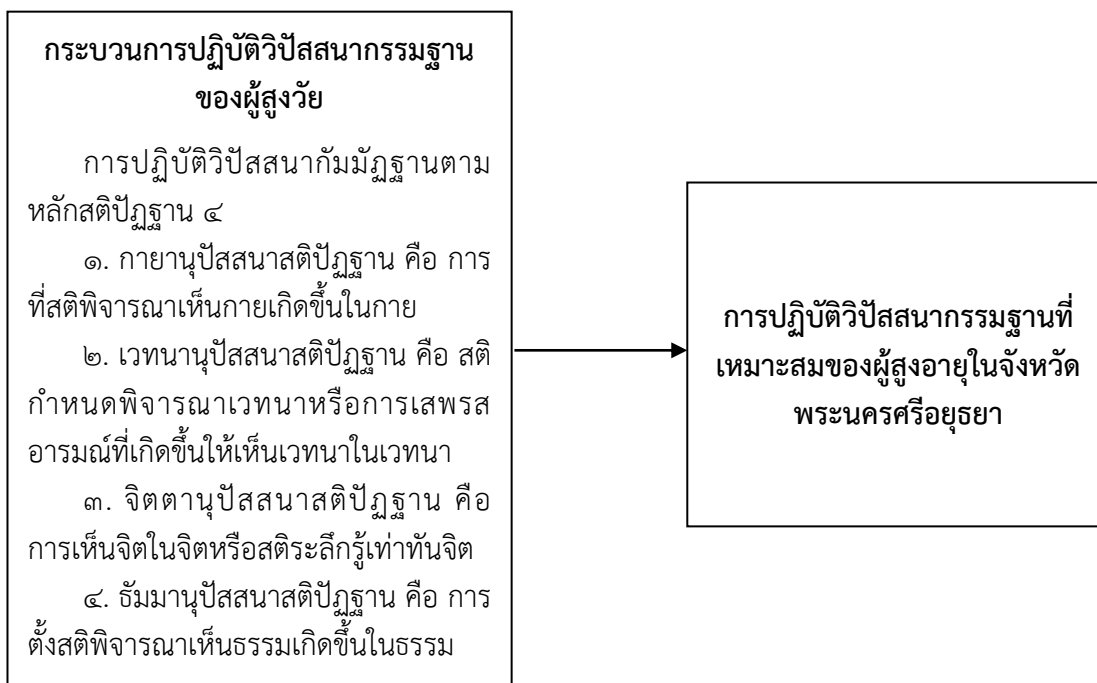 กระบวนการปฏิบัติวิปัสสนากรรมฐาน
ของผู้สูงวัย
การปฏิบัติวิปัสสนากัมมัฏฐานตาม
หลักสติปัฏฐาน ๔
๑. กายานุปัสสนาสติปัฏฐาน คือ การ
ที่สติพิจารณาเห็นกายเกิดขึ้นในกาย
๒. เวทนานุปัสสนาสติปัฏฐาน คือ สติ
กำหนดพิจารณาเวทนาหรือการเสพรส
อารมณ์ที่เกิดขึ้นให้เห็นเวทนาในเวทนา
๓. จิตตานุปัสสนาสติปัฏฐาน คือ
การเห็นจิตในจิตหรือสติระลึกรู้เท่าทันจิต
๔. ธัมมานุปัสสนาสติปัฏฐาน คือ การ
ตั้งสติพิจารณาเห็นธรรมเกิดขึ้นในธรรม
การปฏิบัติวิปัสสนากรรมฐานที่
เหมาะสมของผู้สูงอายุในจังหวัด
พระนครศรีอยุธยา